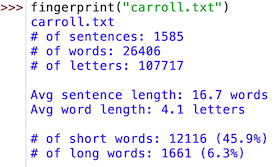 >>> fingerprint("carroll.txt")
carroll.txt
# of sentences: 1585
# of words: 26406
# of letters: 107717
Avg sentence length: 16.7 words
Avg word length: 4.1 letters
# of short words: 12116 (45.9%)
# of long words: 1661 (6.3%)